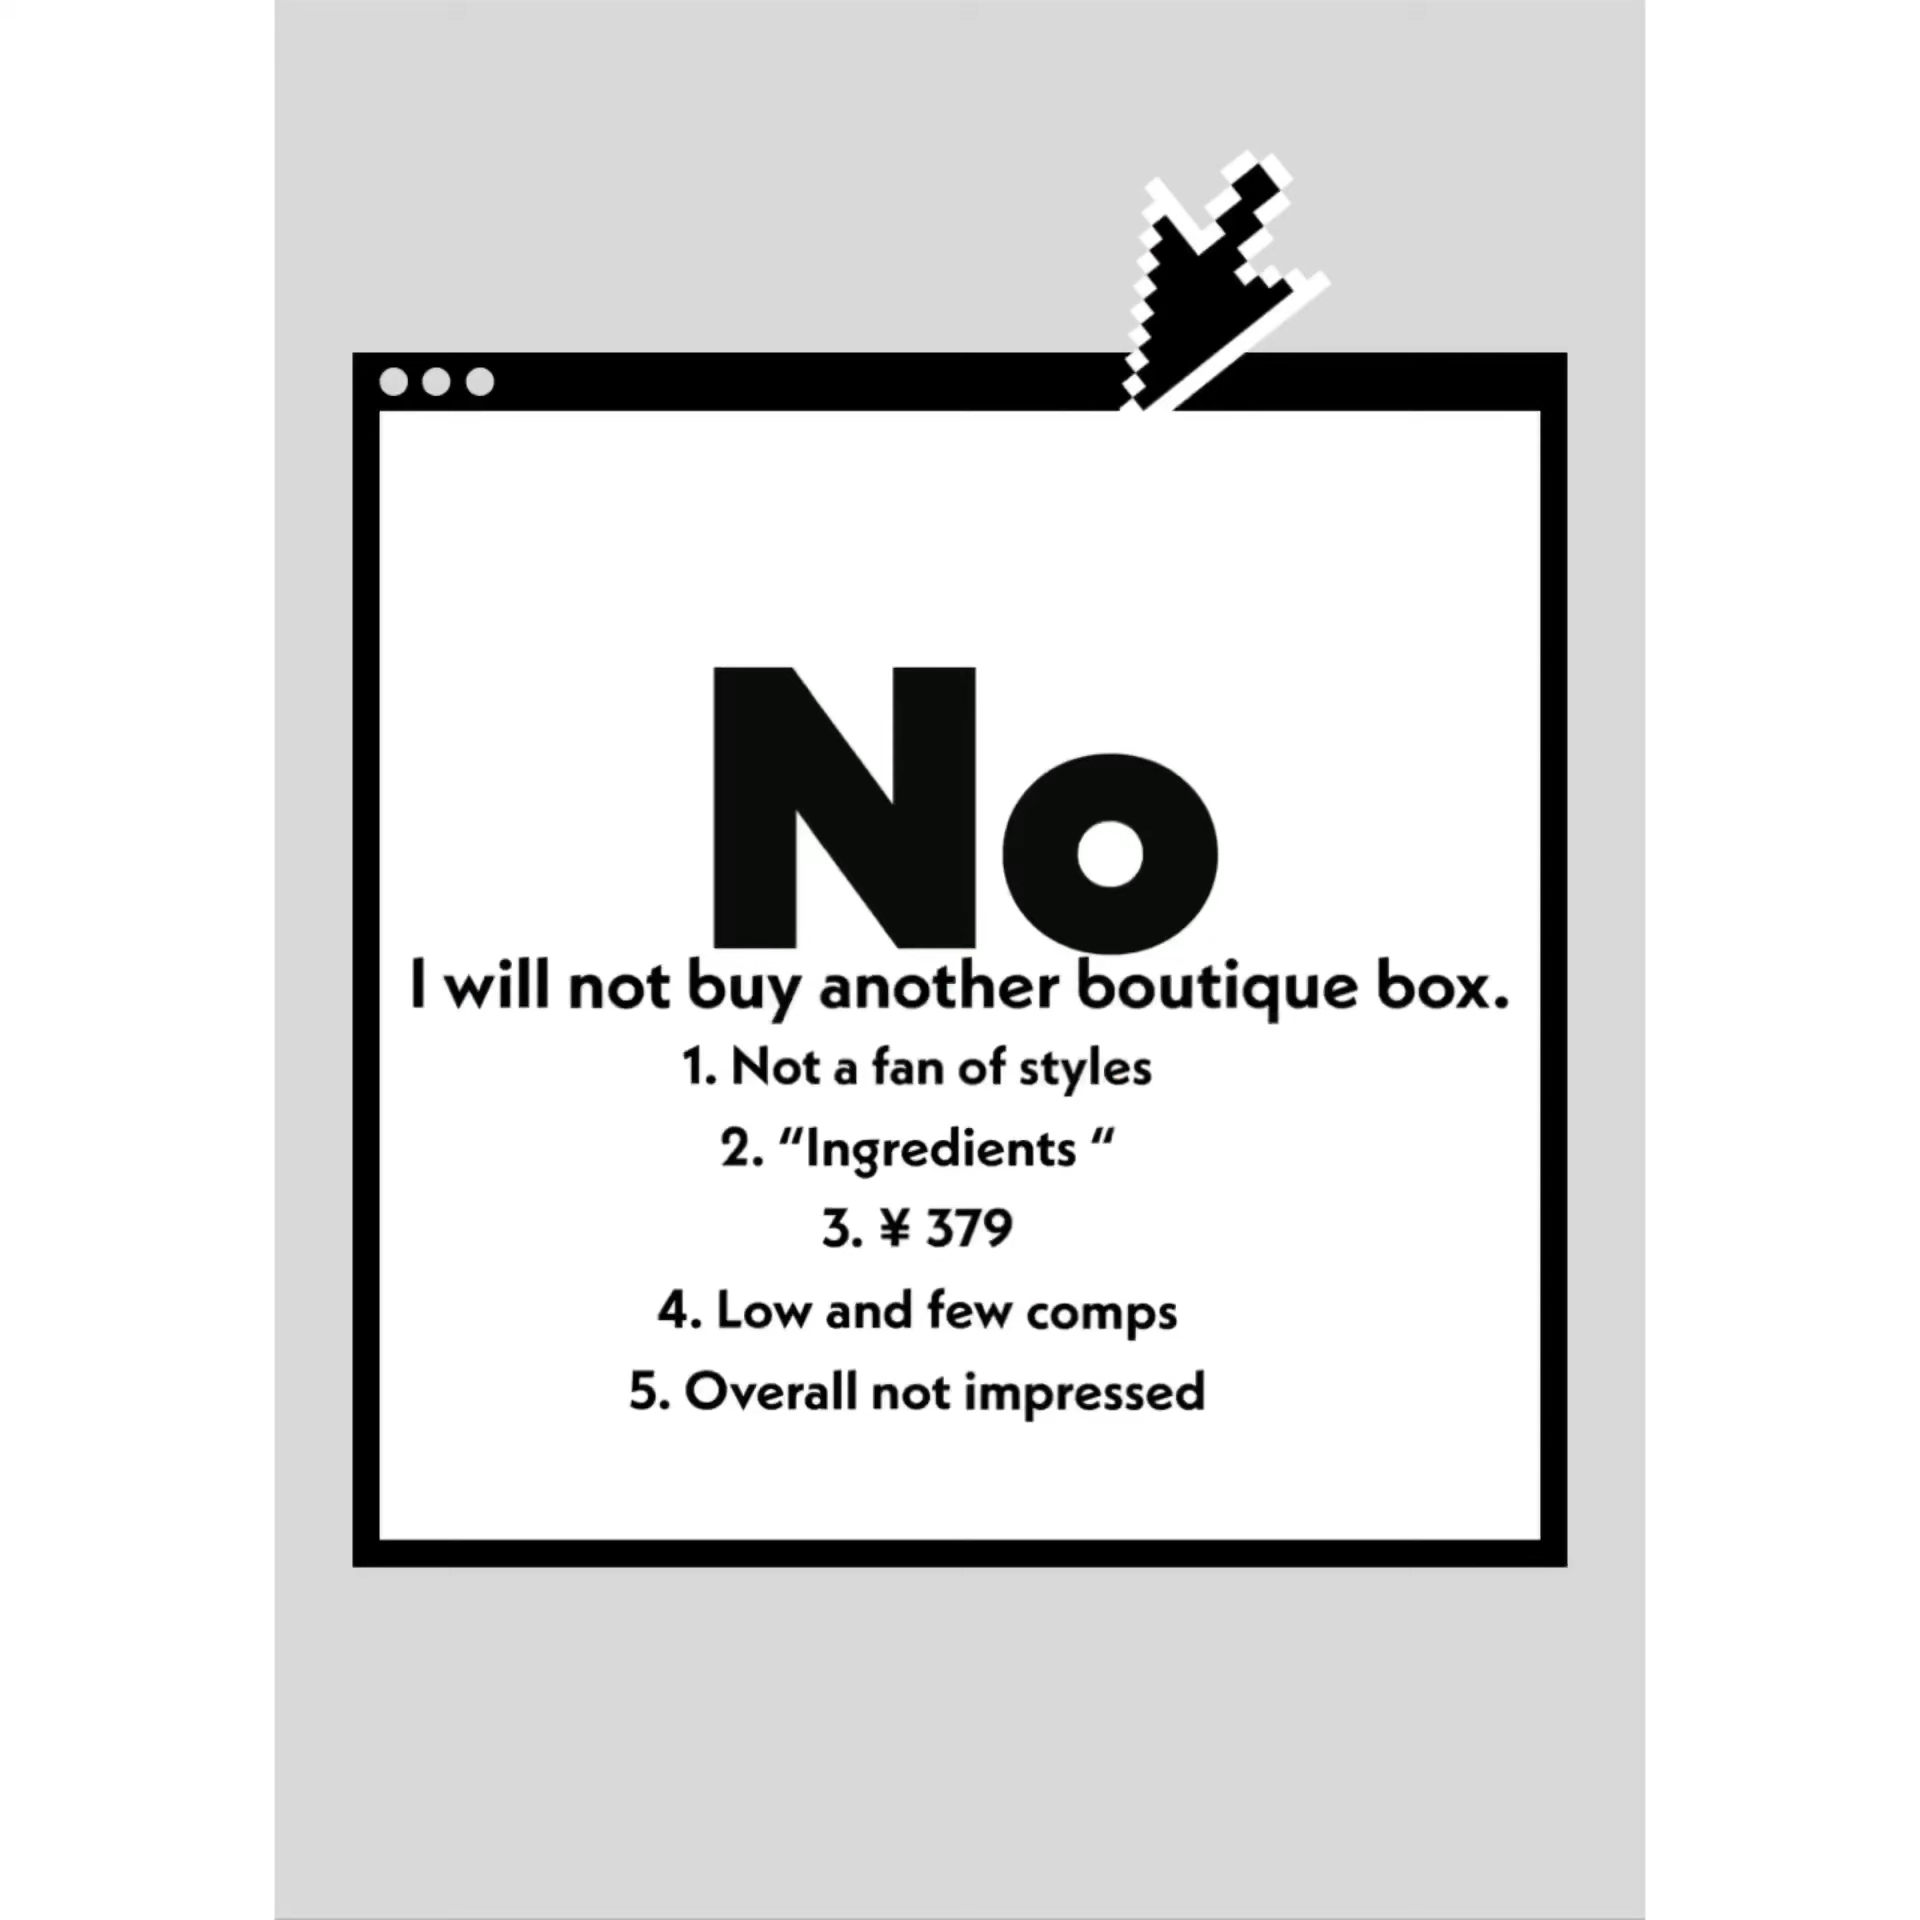 No
I will not buy another boutique box.
1. Not a fan of styles
2. “Ingredients “
3. ¥ 379
4. Low and few comps
5. Overall not impressed